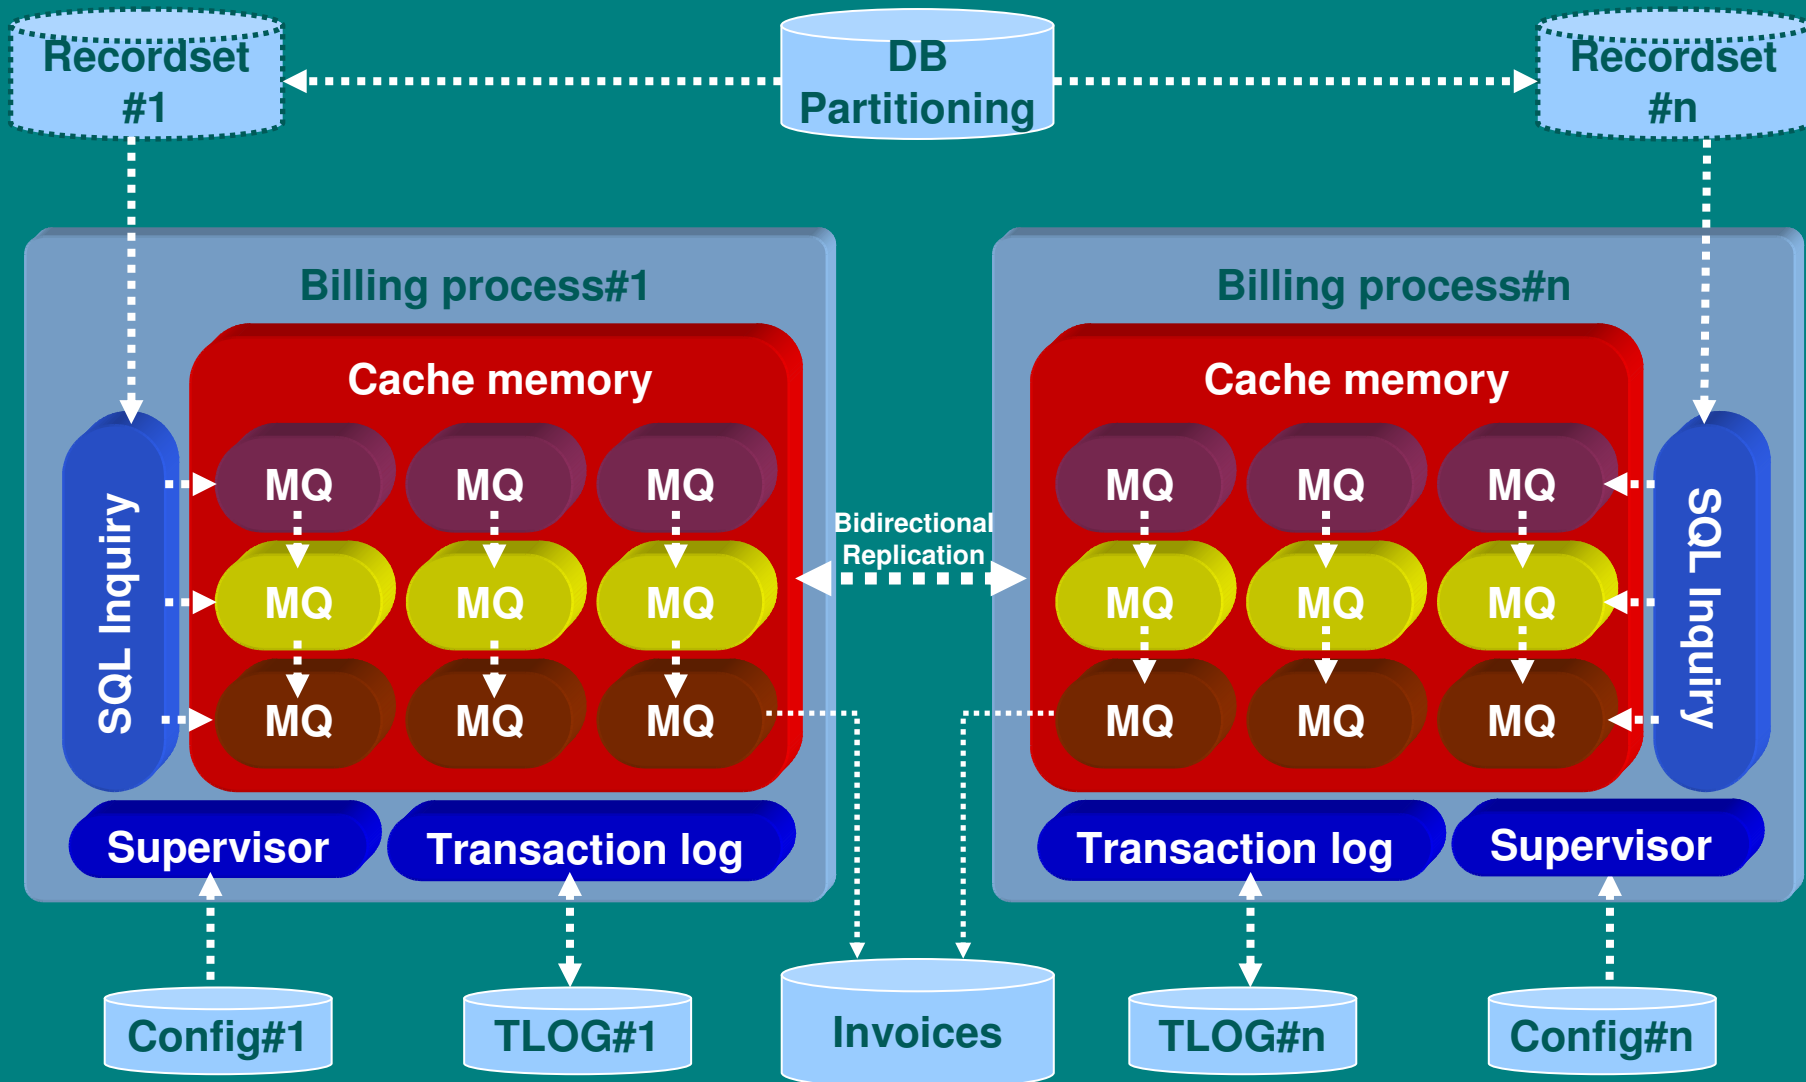 Recordset
#1
DB
Partitioning
Recordset
#n
Billing process#1
Billing process#n
Cache memory
Cache memory
SQL Inquiry
MQ MQ MQ
MQ MQ MQ
MQ MQ MQ
Bidirectional
Replication
MQ MQ MQ
MQ MQ MQ
MQ MQ MQ
SQL Inquiry
Supervisor
Transaction log
Transaction log
Supervisor
Config#1
TLOG#1
Invoices
TLOG#n
Config#n